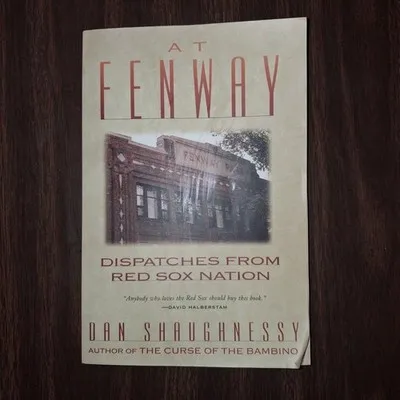 AT
FENWAY
FENWAY P
DISPATCHES FROM
RED SOX NATION
"Anybody who loves the Red Sox should buy this book."
—DAVID HALBERSTAM
DAN SHAUGHNESSY
AUTHOR OF THE CURSE OF THE BAMBINO